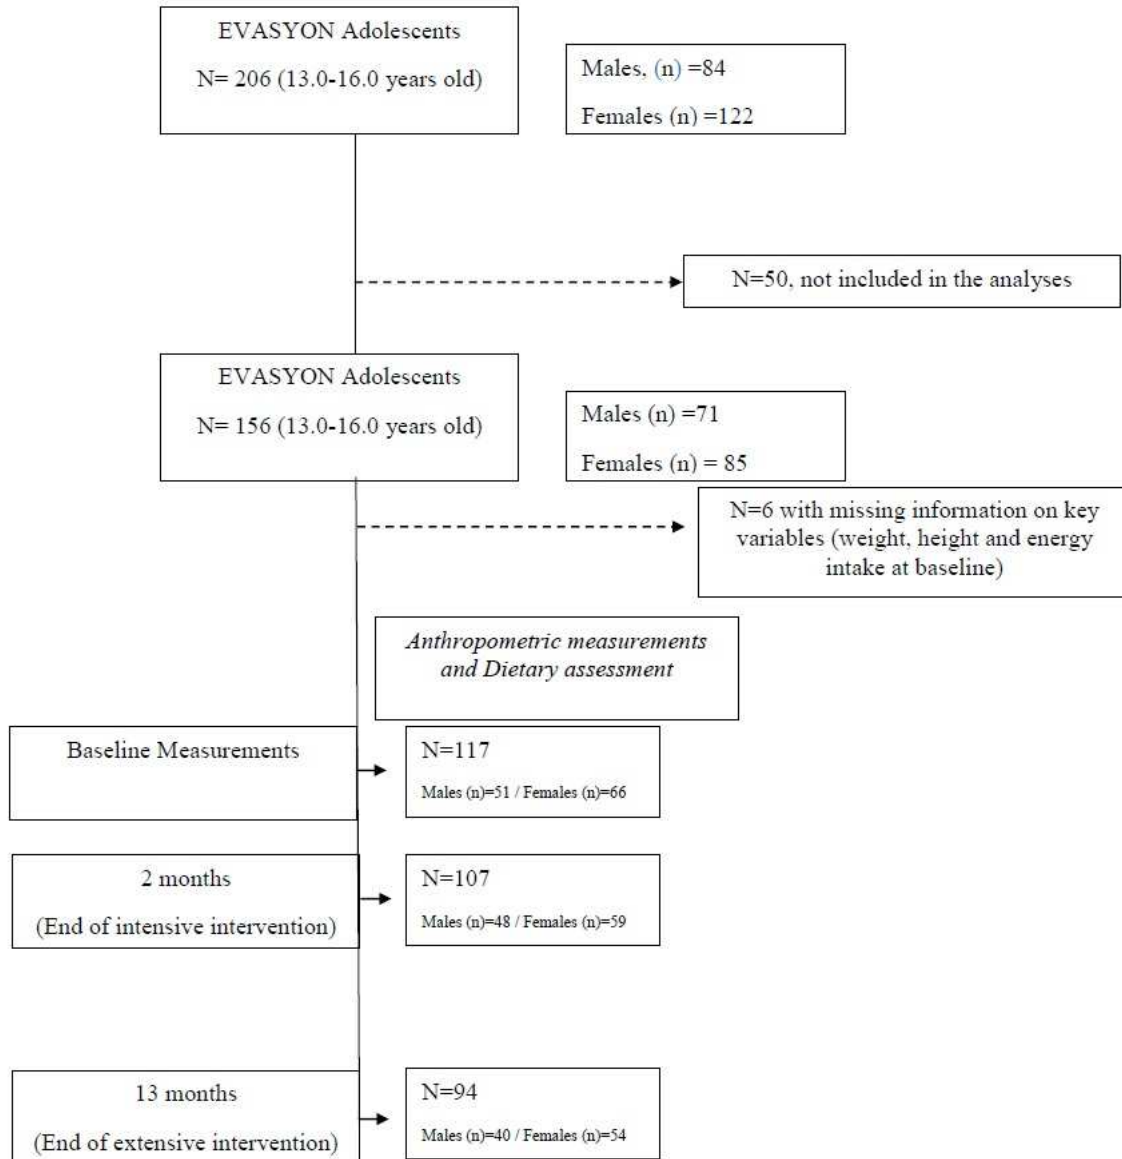 EVASYON Adolescents
N= 206 (13.0-16.0 years old)
Males, (n) =84
Females (n) =122
N=50, not included in the analyses
EVASYON Adolescents
N= 156 (13.0-16.0 years old)
Males (n) =71
Females (n) = 85
N=6 with missing information on key
variables (weight, height and energy
intake at baseline)
Anthropometric measurements
and Dietary assessment
Baseline Measurements
N=117
Males (n)=51 / Females (n)=66
2 months
(End of intensive intervention)
N=107
Males (n)=48 / Females (n)=59
13 months
(End of extensive intervention)
N=94
Males (n)=40 / Females (n)=54